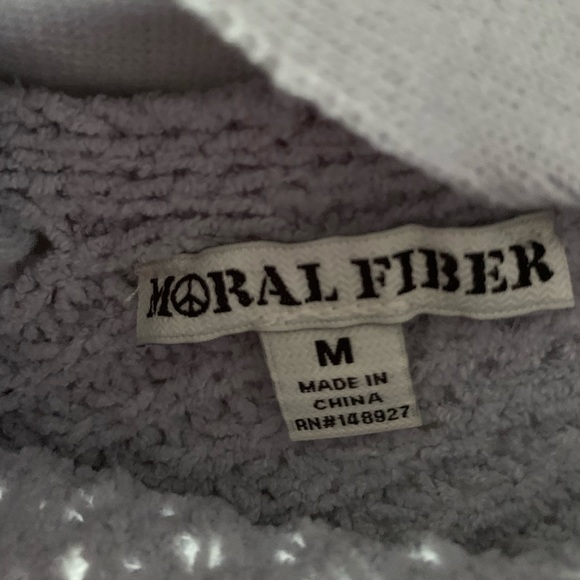 MORAL FIBER
M
MADE IN
CHINA
RN#148927